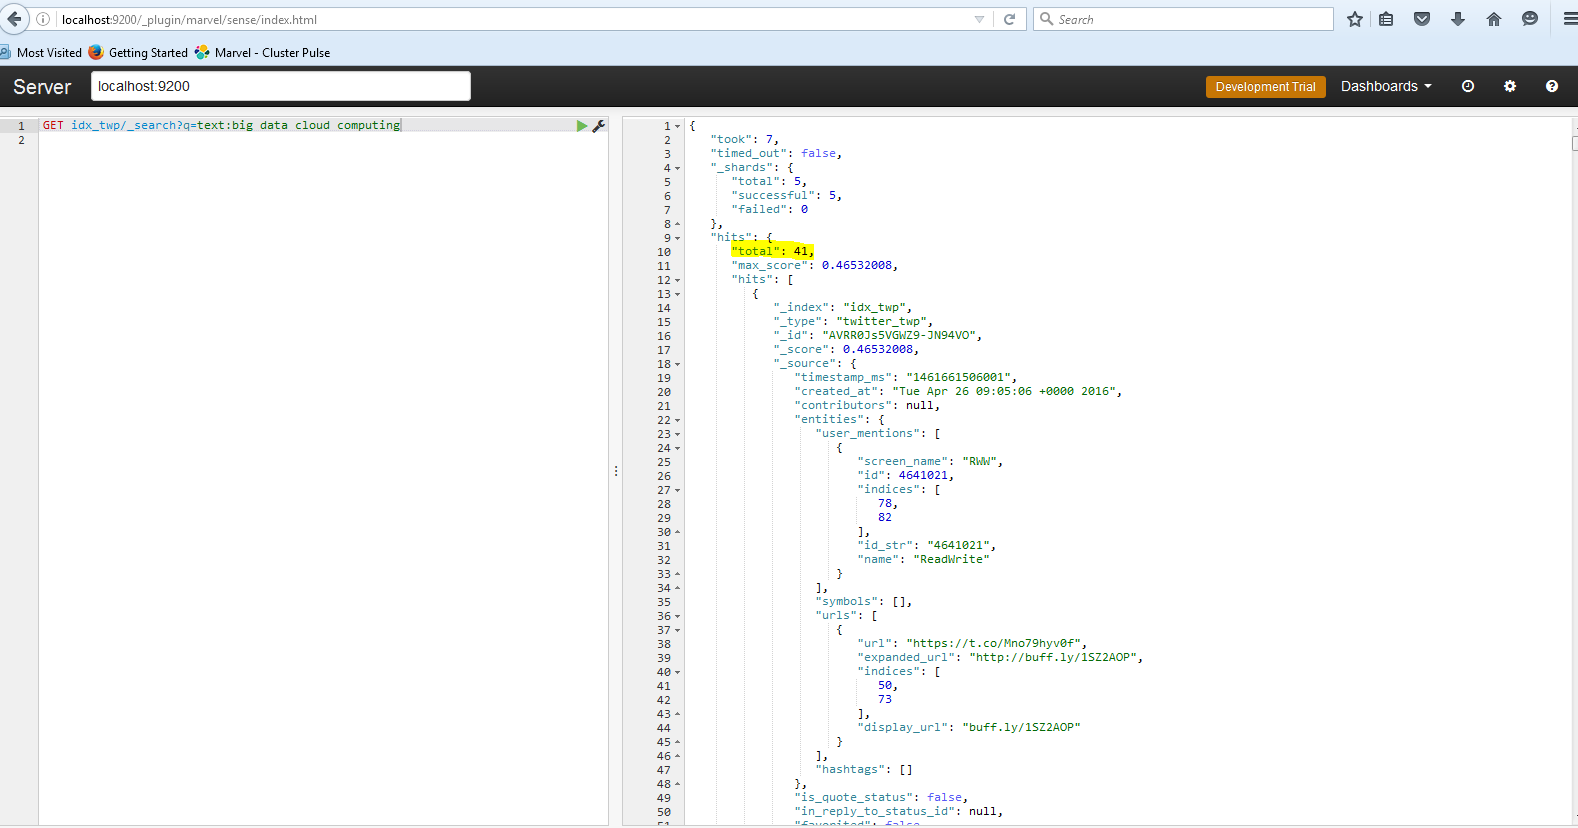 localhost:9200/_plugin/marvel/sense/index.html
Search
Most Visited Getting Started Marvel - Cluster Pulse
Server localhost:9200 Development Trial Dashboards
1 GET idx_twp/_search?q=text:big data cloud computing
2
1 {
2 "took": 7,
3 "timed_out": false,
4 "_shards": {
5 "total": 5,
6 "successful": 5,
7 "failed": 0
8 },
9 "hits": {
10 "total": 41,
11 "max_score": 0.46532008,
12 "hits": [
13 {
14 "_index": "idx_twp",
15 "_type": "twitter_twp",
16 "_id": "AVRR0Js5VGWZ9-JN94VO",
17 "_score": 0.46532008,
18 "_source": {
19 "timestamp_ms": "1461661506001",
20 "created_at": "Tue Apr 26 09:05:06 +0000 2016",
21 "contributors": null,
22 "entities": {
23 "user_mentions": [
24 {
25 "screen_name": "RWW",
26 "id": 4641021,
27 "indices": [
28 78,
29 82
30 ],
31 "id_str": "4641021",
32 "name": "ReadWrite"
33 }
34 ],
35 "symbols": [],
36 "urls": [
37 {
38 "url": "https://t.co/Mno79hyv0f",
39 "expanded_url": "http://buff.ly/1SZ2AOP",
40 "indices": [
41 50,
42 73
43 ],
44 "display_url": "buff.ly/1SZ2AOP"
45 }
46 ],
47 "hashtags": []
48 },
49 "is_quote_status": false,
50 "in_reply_to_status_id": null,
51 "favorited": false